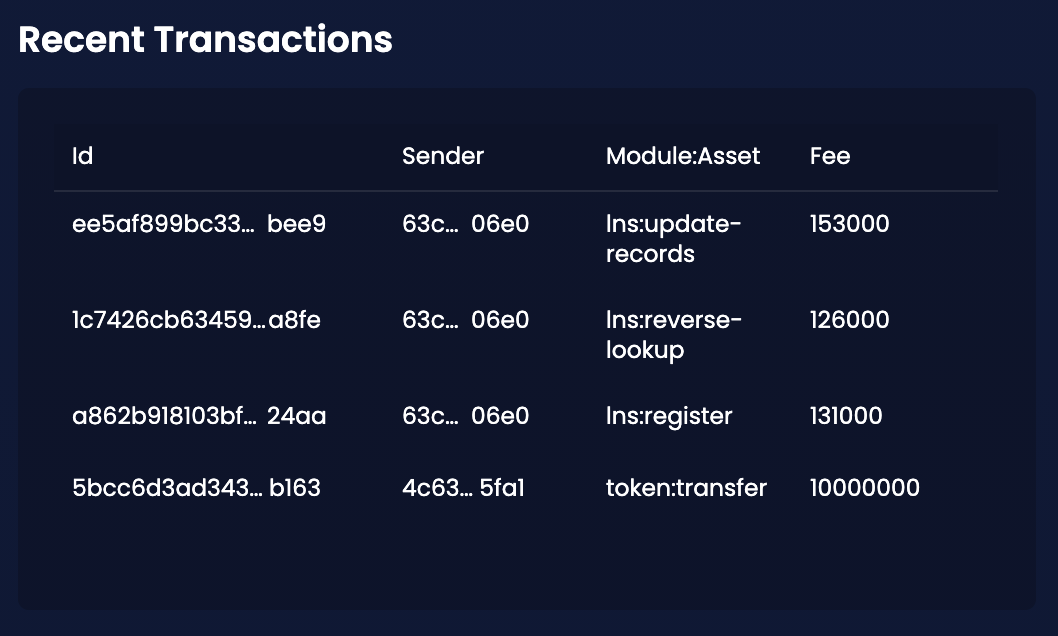 Recent Transactions
Id Sender Module:Asset Fee
ee5af899bc33... bee9 63c... 06e0 lns:update- 153000
records
1c7426cb63459... a8fe 63c... 06e0 lns:reverse- 126000
lookup
a862b918103bf... 24aa 63c... 06e0 lns:register 131000
5bcc6d3ad343... b163 4c63... 5fa1 token:transfer 10000000